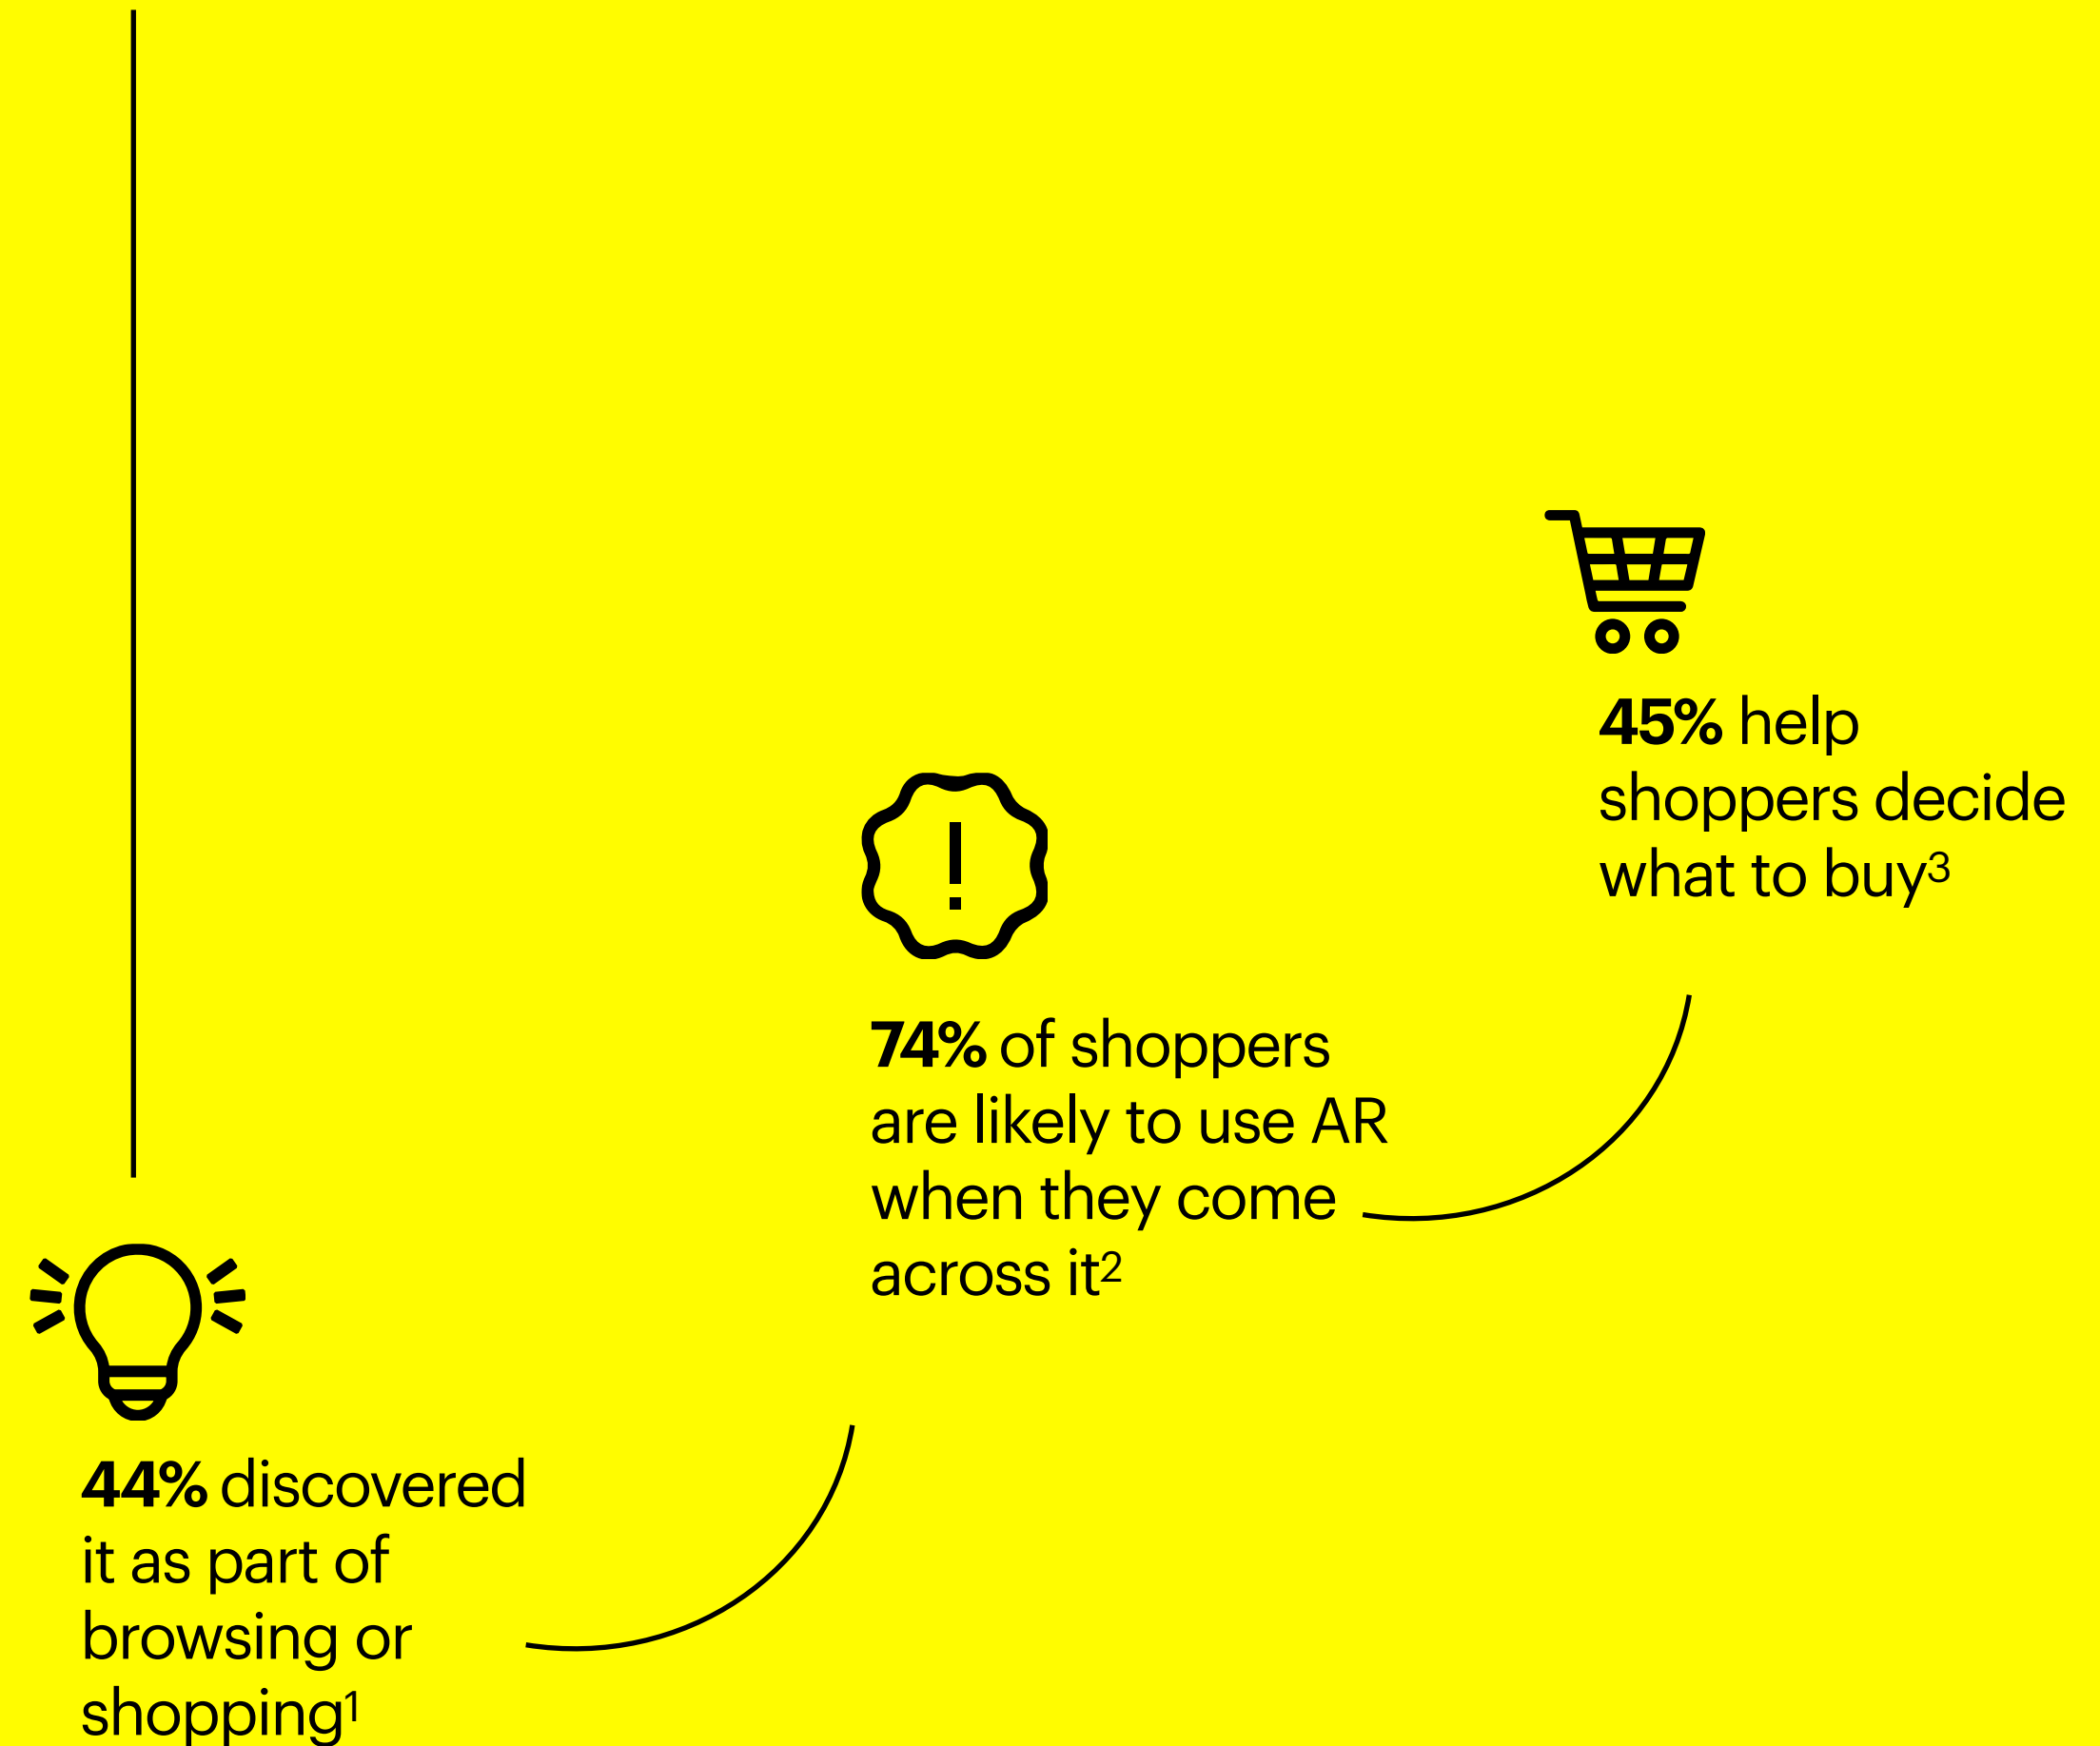 45% help
shoppers decide
what to buy³
74% of shoppers
are likely to use AR
when they come
across it²
44% discovered
it as part of
browsing or
shopping¹